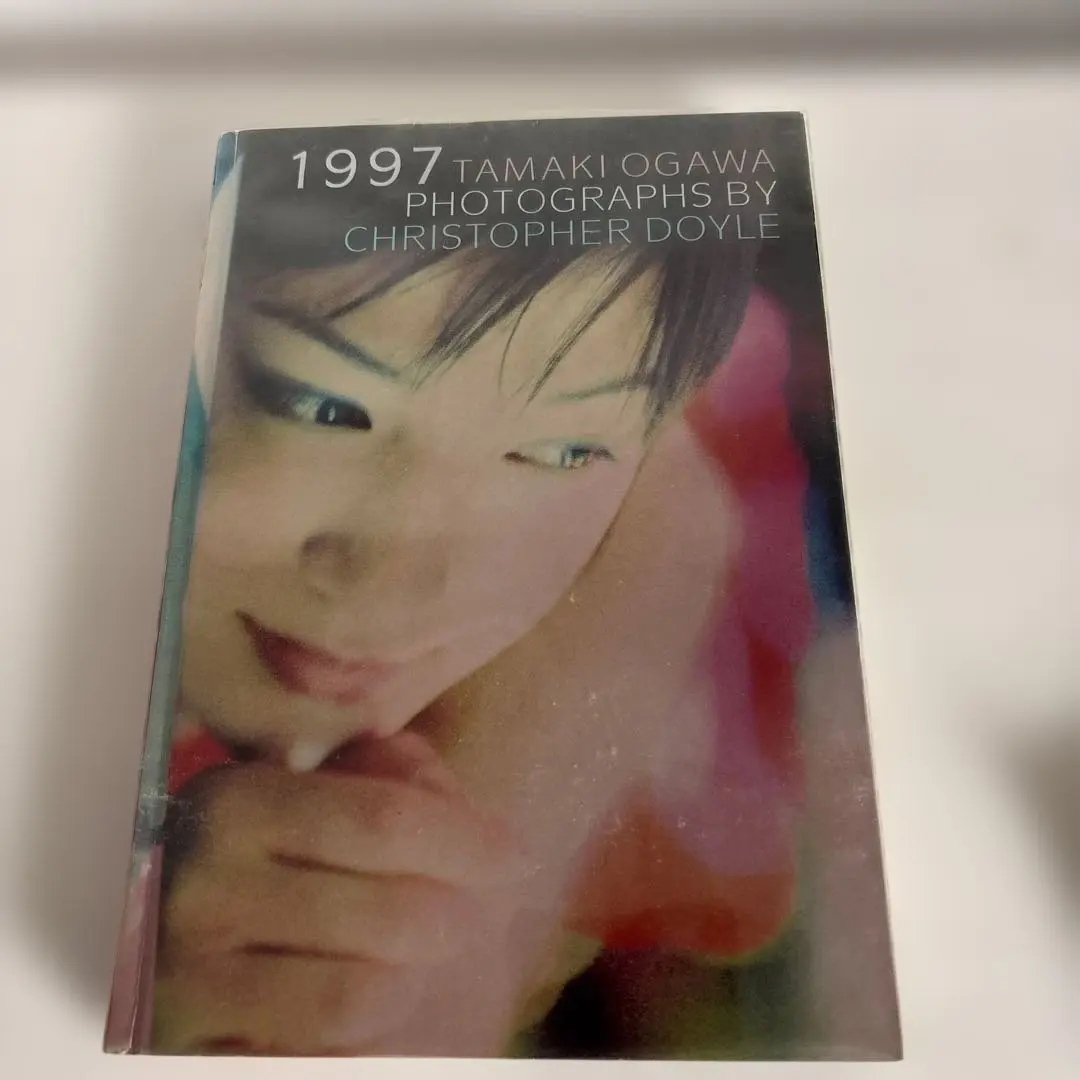 1997 TAMAKI OGAWA
PHOTOGRAPHS BY
CHRISTOPHER DOYLE